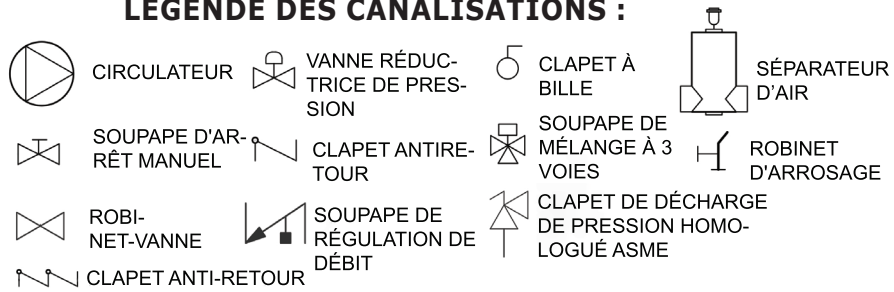 LÉGENDE DES CANALISATIONS :
CIRCULATEUR
VANNE RÉDUC-
TRICE DE PRES-
SION
CLAPET À
BILLE
SÉPARATEUR
D'AIR
SOUPAPE D'AR-
RÊT MANUEL
CLAPET ANTIRE-
TOUR
SOUPAPE DE
MÉLANGE À 3
VOIES
ROBINET
D'ARROSAGE
ROBI-
NET-VANNE
SOUPAPE DE
RÉGULATION DE
DÉBIT
CLAPET DE DÉCHARGE
DE PRESSION HOMO-
LOGUÉ ASME
CLAPET ANTI-RETOUR